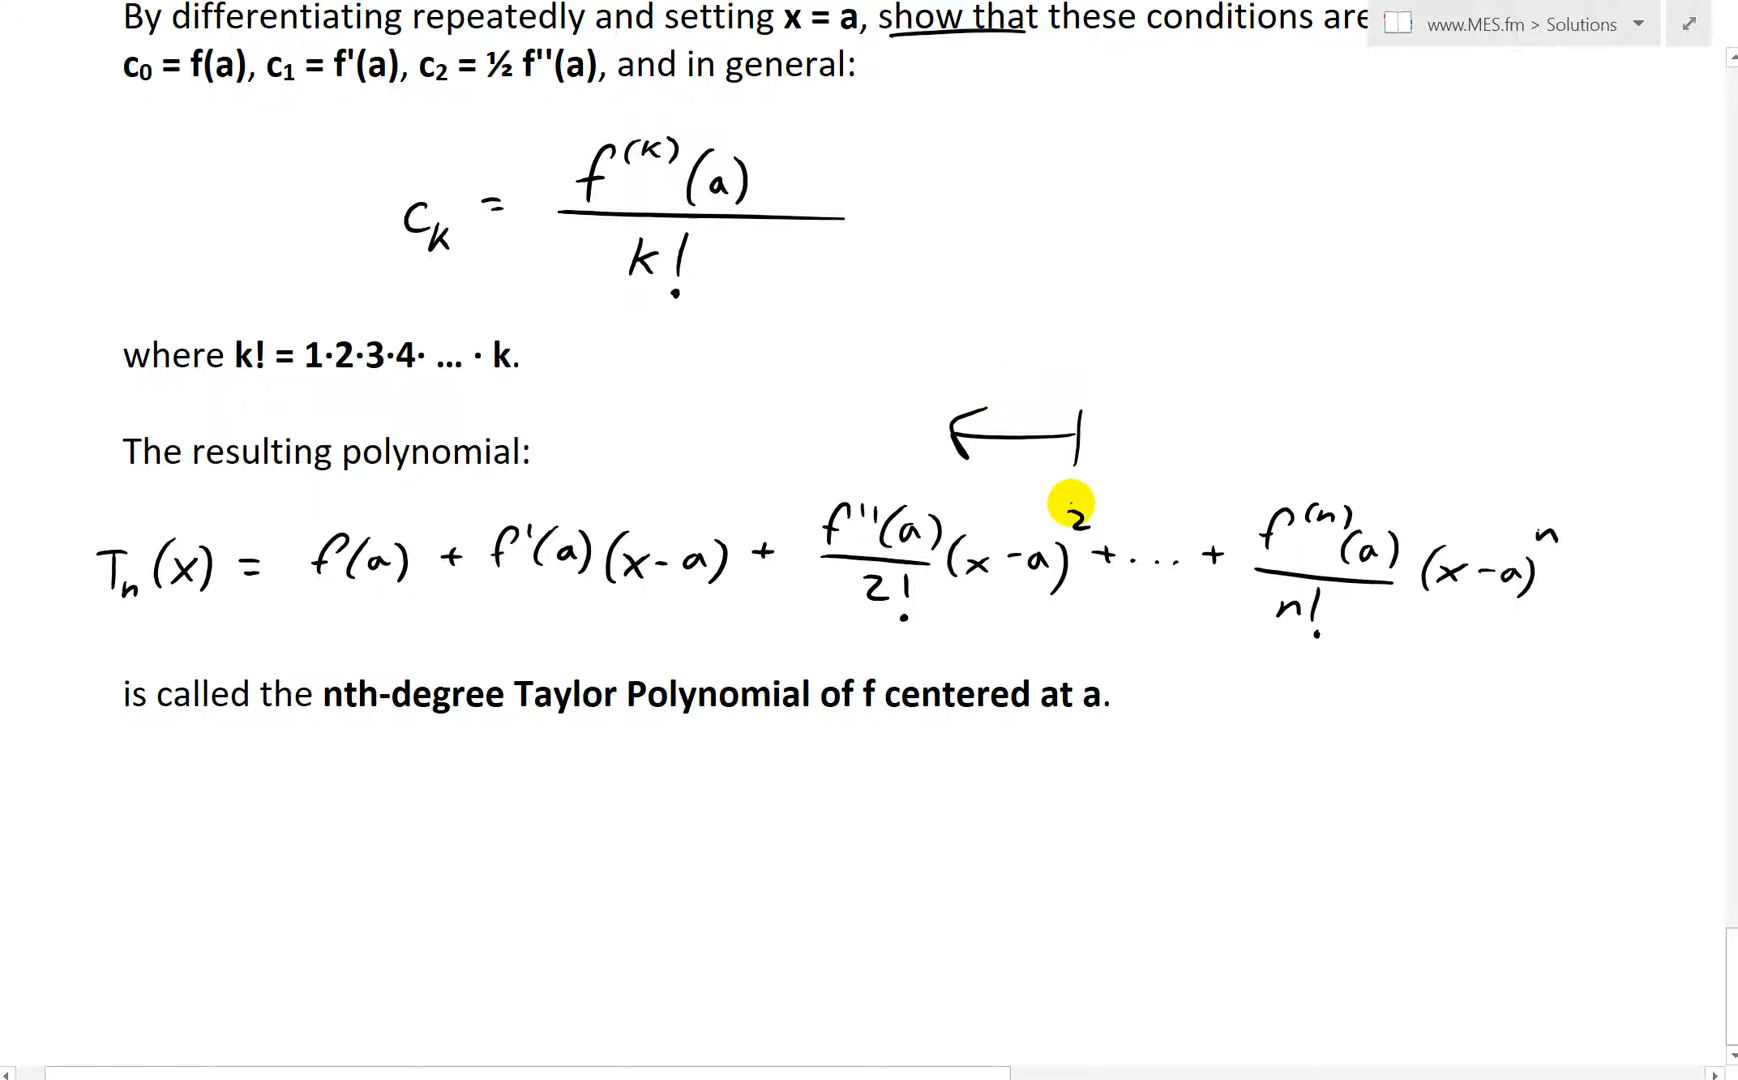 By differentiating repeatedly and setting x = a, show that these conditions are
www.MES.fm > Solutions
c₀ = f(a), c₁ = f'(a), c₂ = ½ f''(a), and in general:
cₖ = f⁽ᵏ⁾(a) / k!
where k! = 1·2·3·4· ... · k.
The resulting polynomial:
Tₙ(x) = f(a) + f'(a)(x-a) + f''(a)/2! (x-a)² + ... + f⁽ⁿ⁾(a)/n! (x-a)ⁿ
is called the nth-degree Taylor Polynomial of f centered at a.